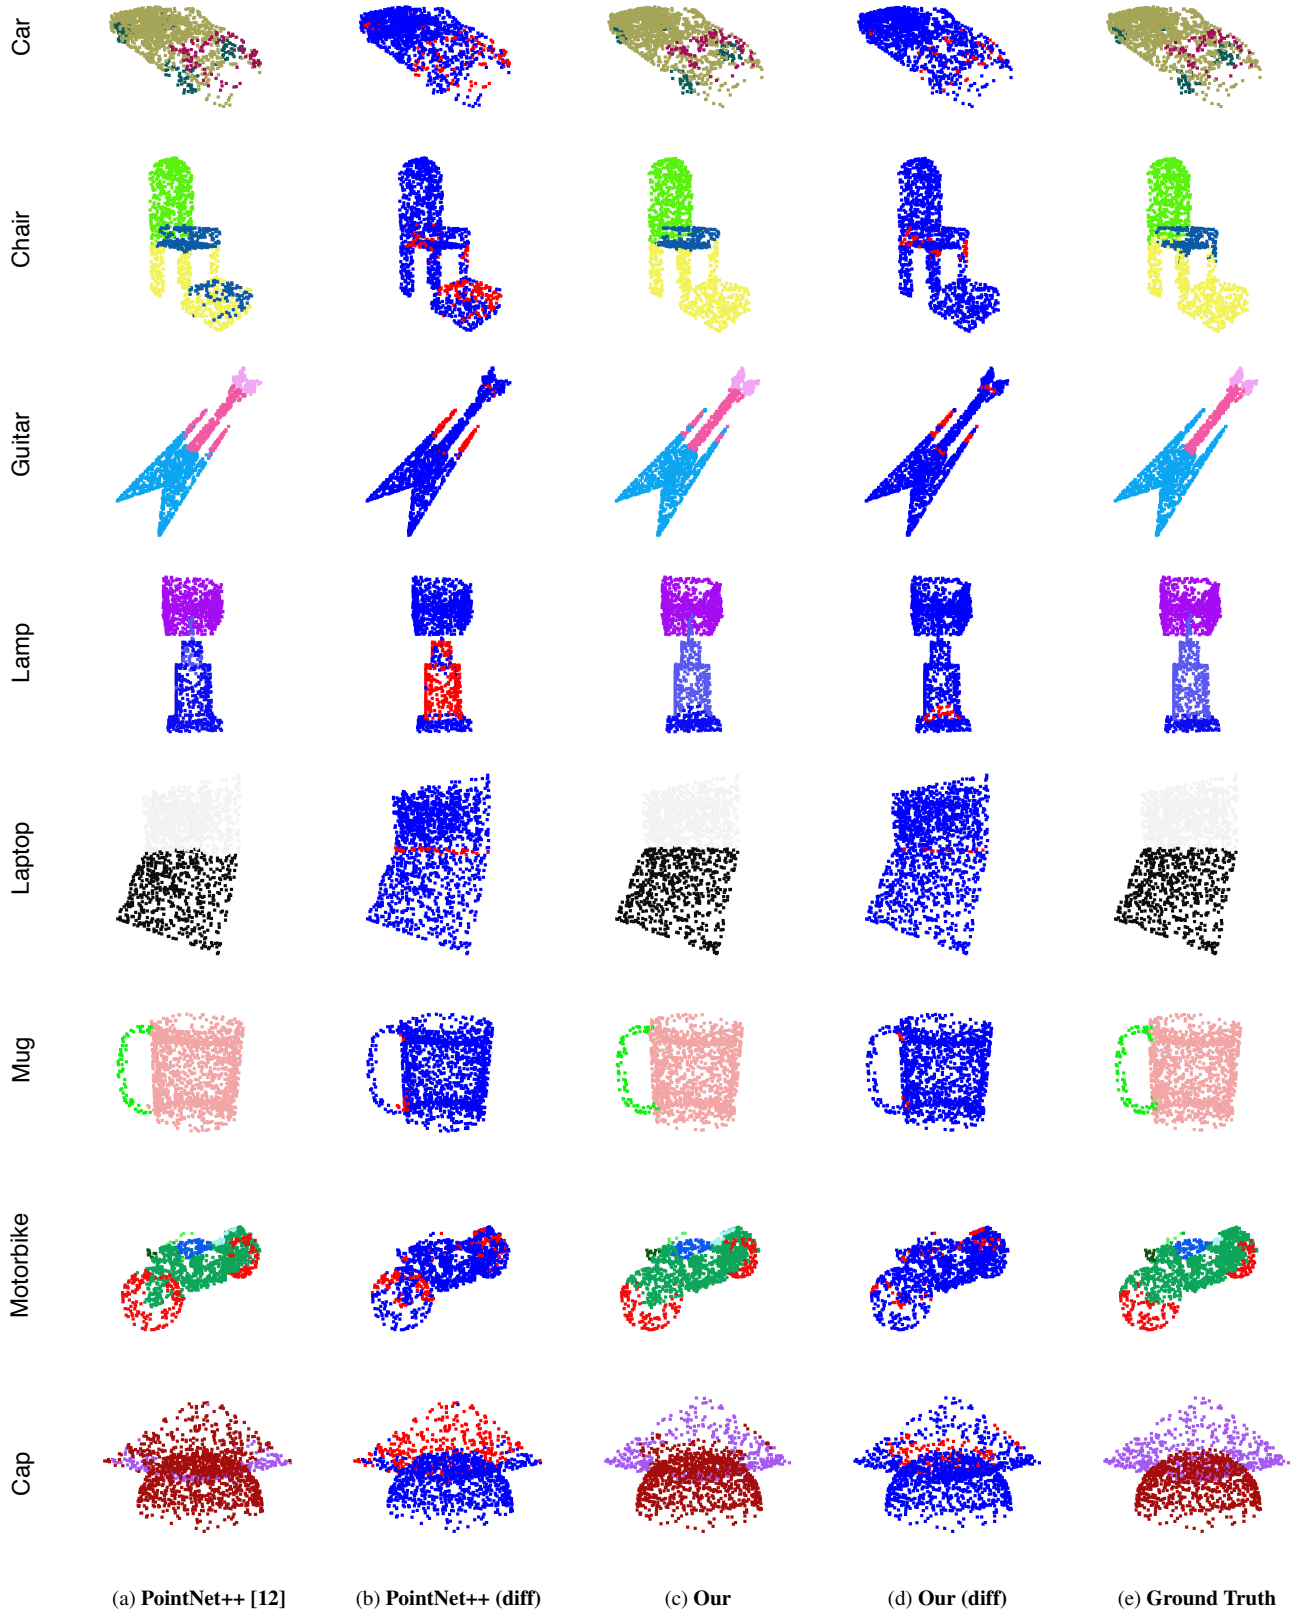 Car
Chair
Guitar
Lamp
Laptop
Mug
Motorbike
Cap
(a) PointNet++ [12]
(b) PointNet++ (diff)
(c) Our
(d) Our (diff)
(e) Ground Truth